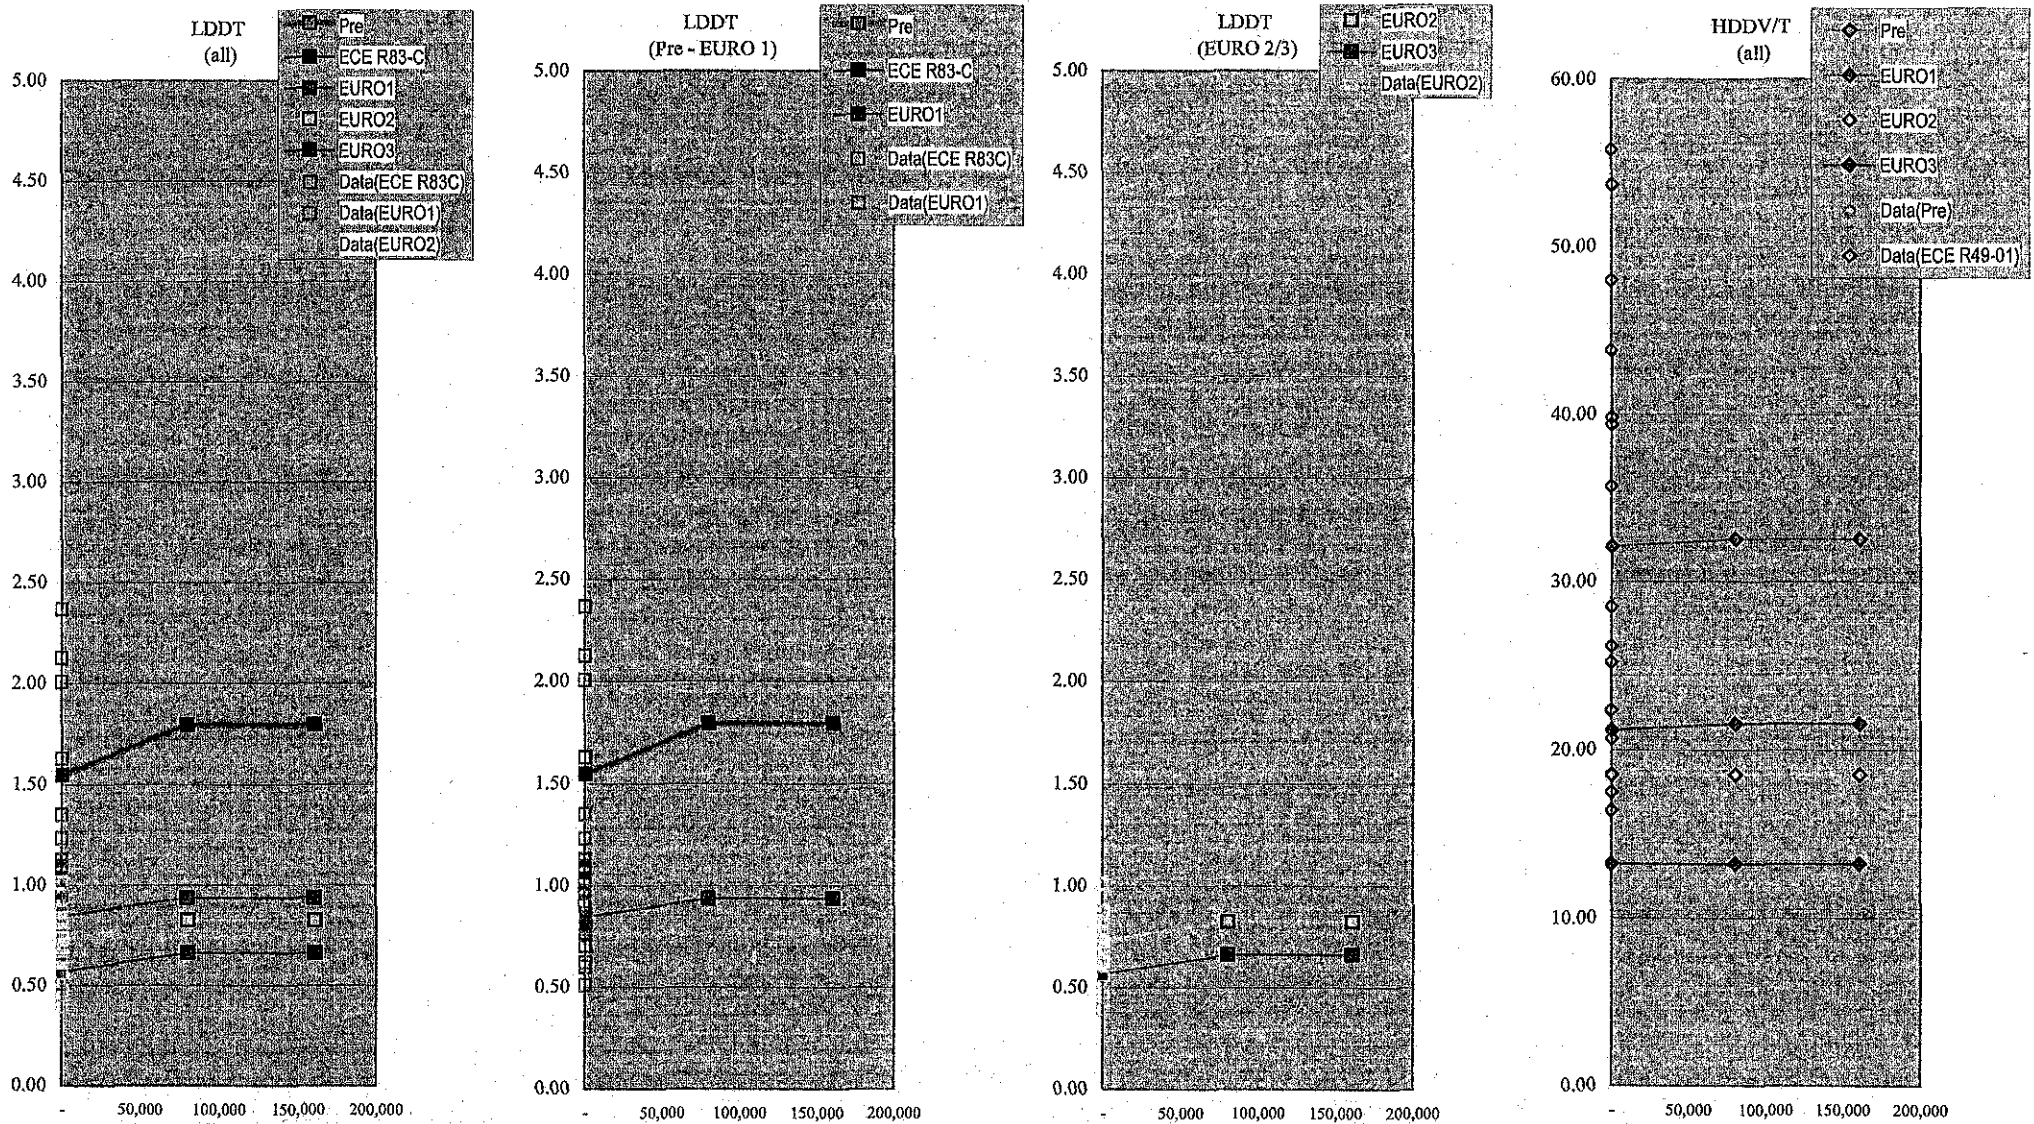 LDDT
(all)
Pre
ECE R83-C
EURO1
EURO2
EURO3
Data(ECE R83C)
Data(EURO1)
Data(EURO2)
5.00
4.50
4.00
3.50
3.00
2.50
2.00
1.50
1.00
0.50
0.00
- 50,000 100,000 150,000 200,000
LDDT
(Pre - EURO 1)
Pre
ECE R83-C
EURO1
Data(ECE R83C)
Data(EURO1)
5.00
4.50
4.00
3.50
3.00
2.50
2.00
1.50
1.00
0.50
0.00
- 50,000 100,000 150,000 200,000
LDDT
(EURO 2/3)
EURO2
EURO3
Data(EURO2)
5.00
4.50
4.00
3.50
3.00
2.50
2.00
1.50
1.00
0.50
0.00
- 50,000 100,000 150,000 200,000
HDDV/T
(all)
Pre
EURO1
EURO2
EURO3
Data(Pre)
Data(ECE R49-01)
60.00
50.00
40.00
30.00
20.00
10.00
0.00
- 50,000 100,000 150,000 200,000